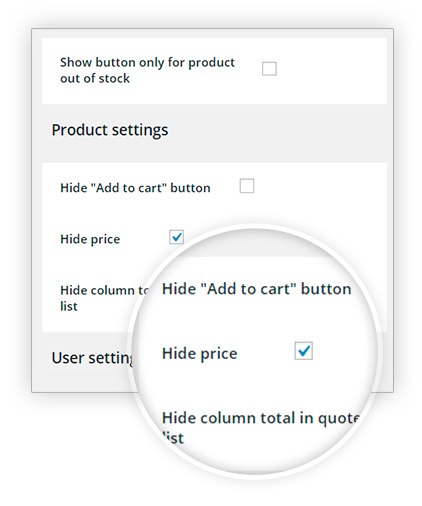 Show button only for product
out of stock
Product settings
Hide "Add to cart" button
Hide price
Hide column to
list
User setting
Hide "Add to cart" button
Hide price
Hide column total in quote
list